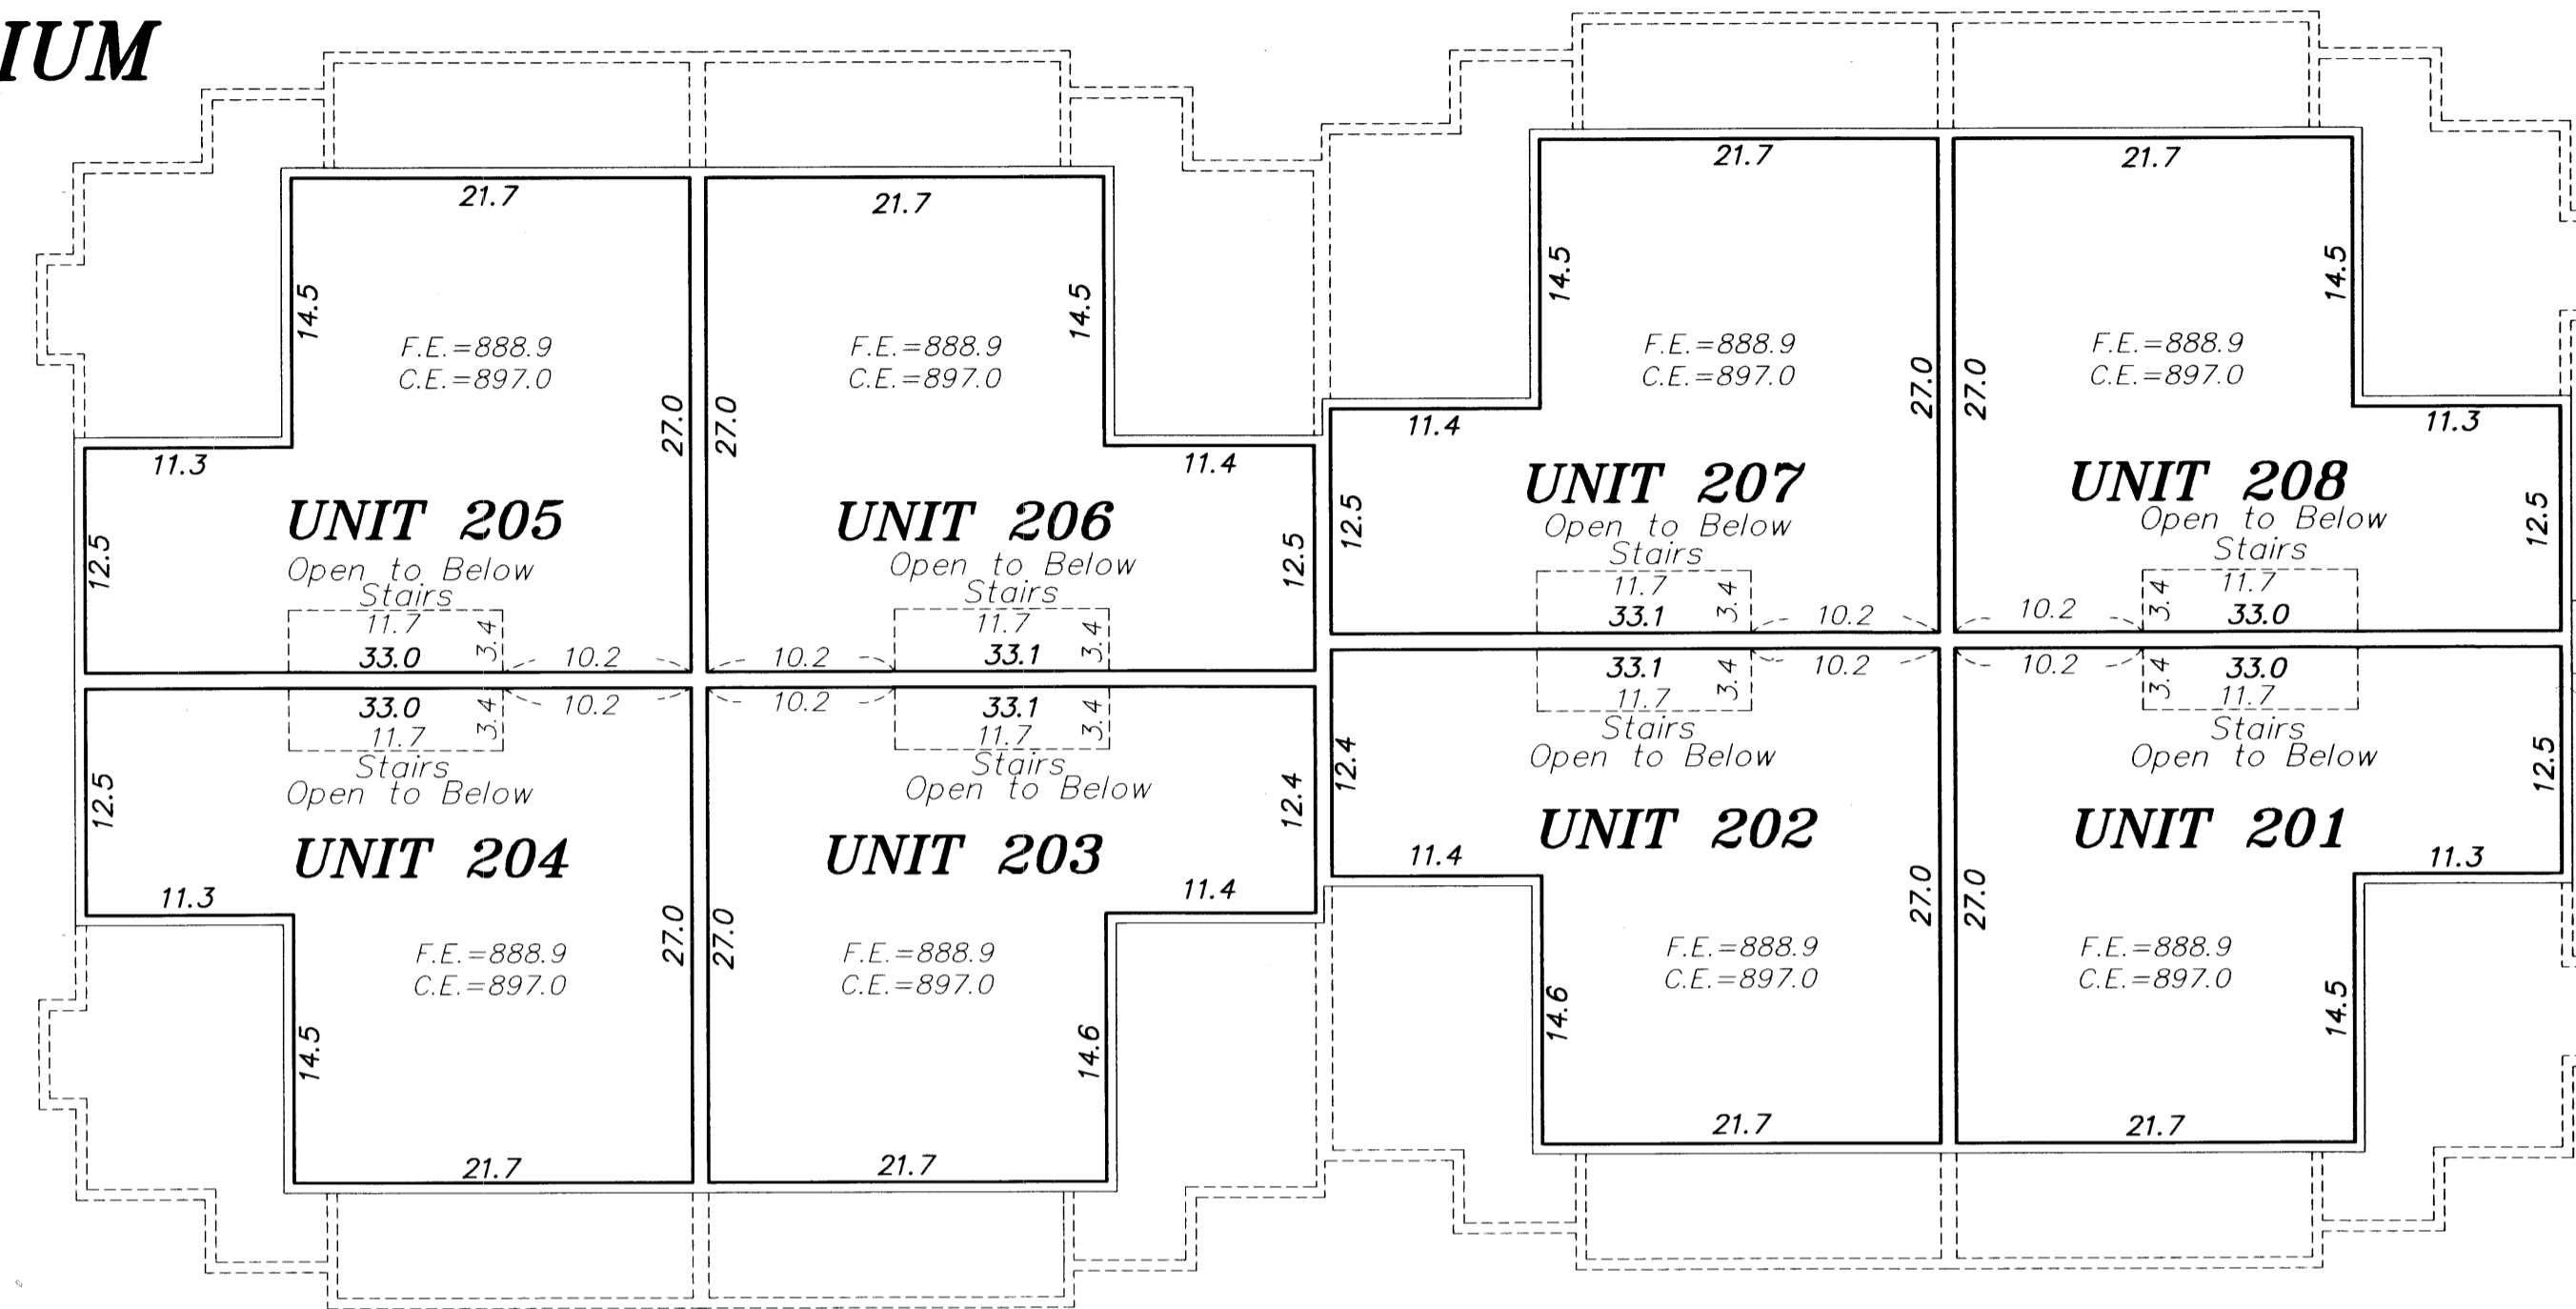 IUM
21.7
14.5
F.E.=888.9
C.E.=897.0
27.0
11.3
UNIT 205
Open to Below
Stairs
12.5
11.7
3.4
33.0
10.2
21.7
14.5
F.E.=888.9
C.E.=897.0
27.0
11.4
UNIT 206
Open to Below
Stairs
12.5
11.7
3.4
33.1
10.2
21.7
14.5
F.E.=888.9
C.E.=897.0
27.0
11.4
UNIT 207
Open to Below
Stairs
12.5
11.7
3.4
33.1
10.2
21.7
14.5
F.E.=888.9
C.E.=897.0
27.0
11.3
UNIT 208
Open to Below
Stairs
12.5
11.7
3.4
33.0
10.2
33.0
10.2
3.4
11.7
Stairs
Open to Below
12.5
UNIT 204
11.3
27.0
F.E.=888.9
C.E.=897.0
14.5
21.7
33.1
10.2
3.4
11.7
Stairs
Open to Below
12.4
UNIT 203
11.4
27.0
F.E.=888.9
C.E.=897.0
14.6
21.7
33.1
10.2
3.4
11.7
Stairs
Open to Below
12.4
UNIT 202
11.4
27.0
F.E.=888.9
C.E.=897.0
14.6
21.7
33.0
10.2
3.4
11.7
Stairs
Open to Below
12.5
UNIT 201
11.3
27.0
F.E.=888.9
C.E.=897.0
14.5
21.7